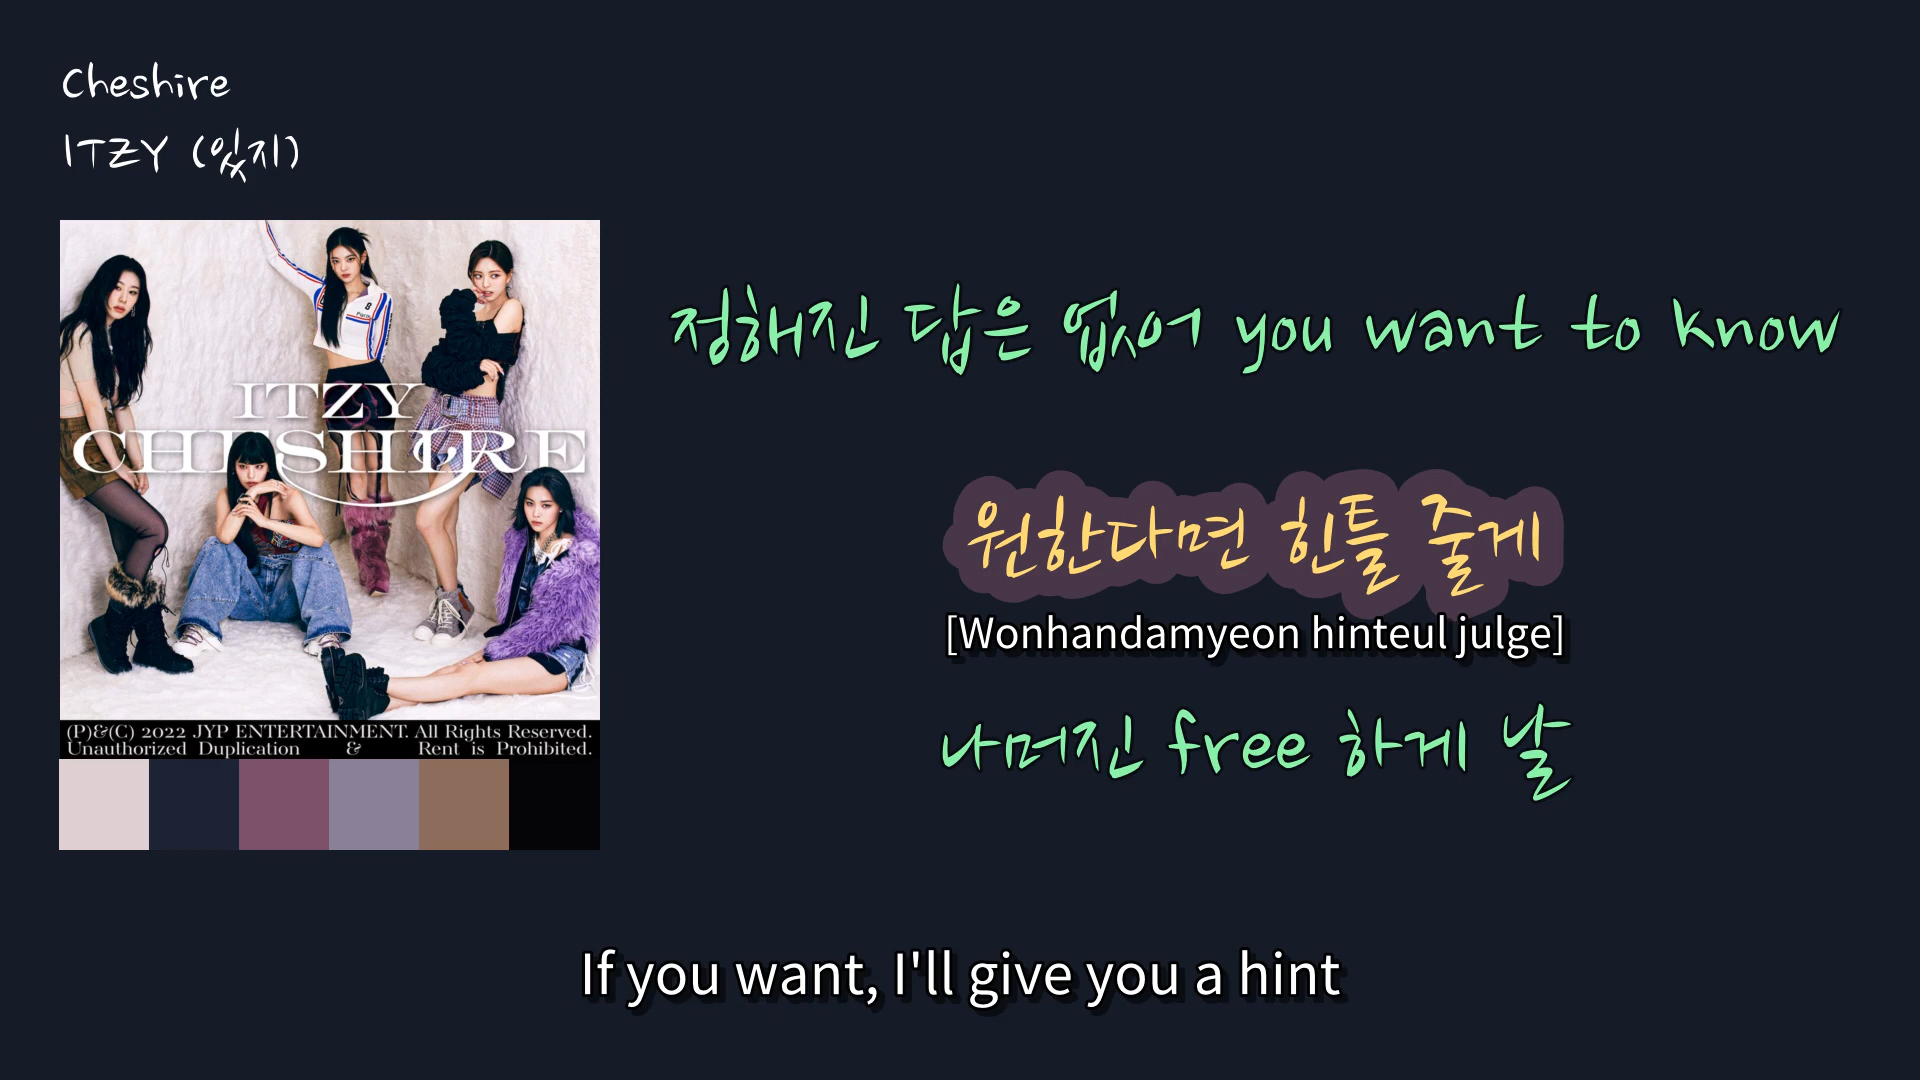 Cheshire
ITZY (있지)
ITZY
CHESHIRE
(P)&(C) 2022 JYP ENTERTAINMENT. All Rights Reserved.
Unauthorized Duplication & Rent is Prohibited.
정해진 답은 없어 you want to know
원한다면 힌틀 줄게
[Wonhandamyeon hinteul julge]
나머진 free 하게 날
If you want, I'll give you a hint